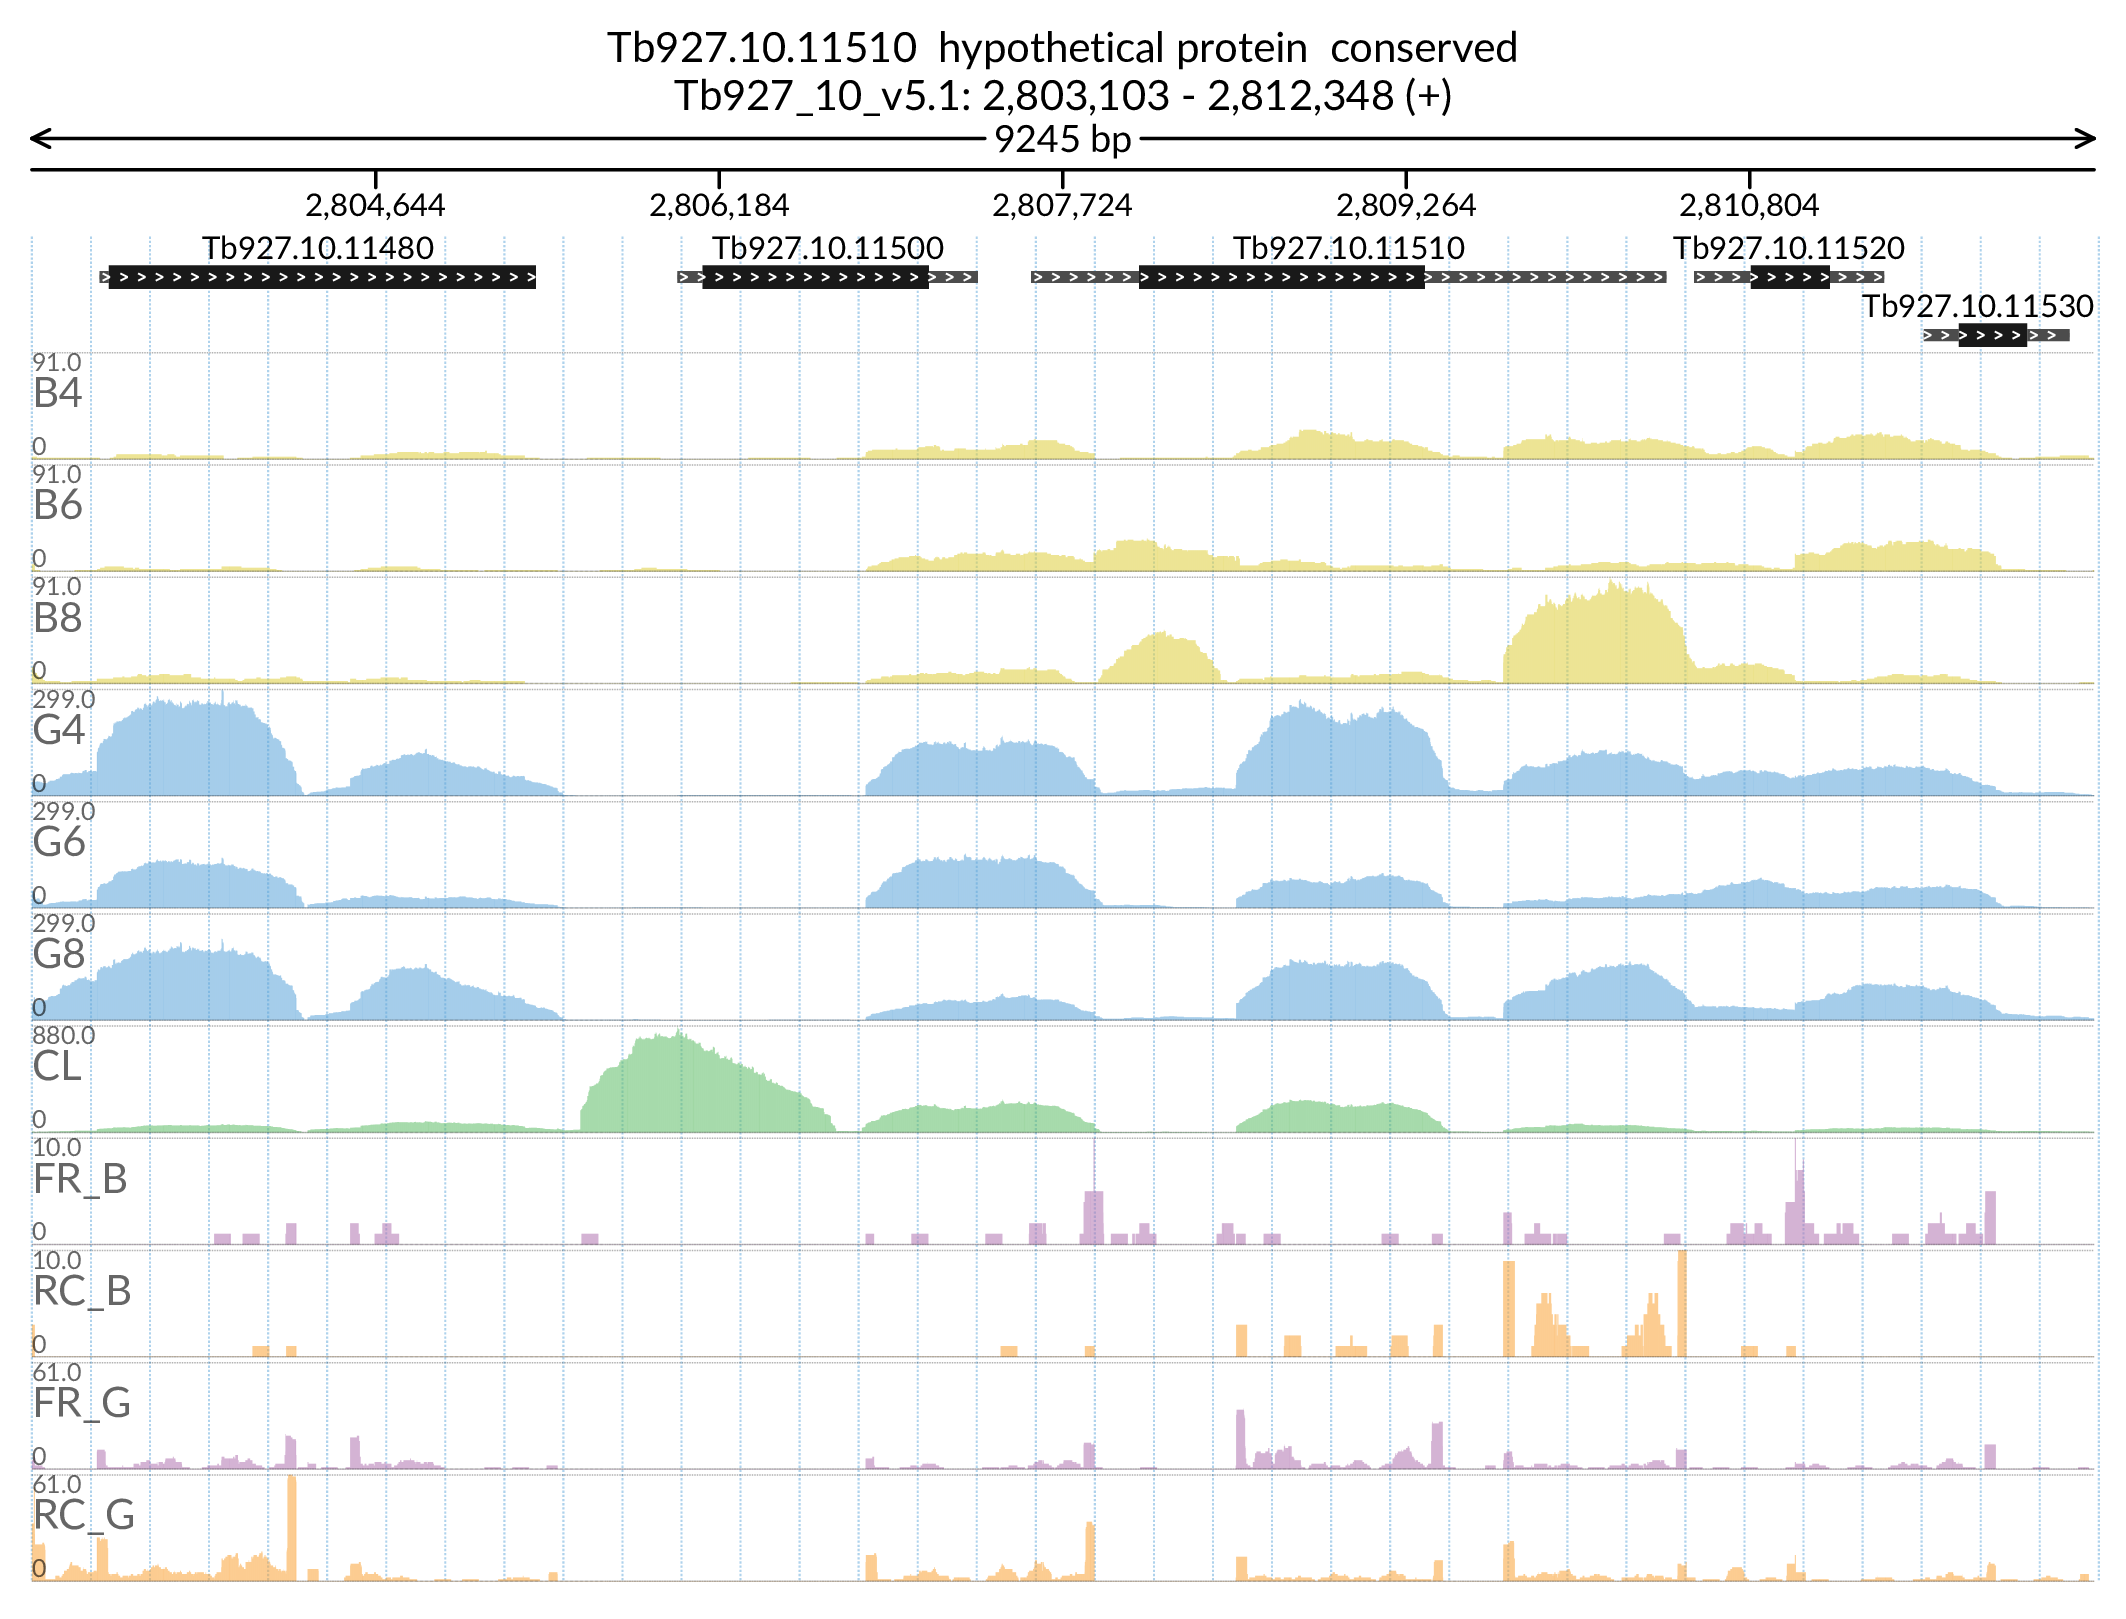 Tb927.10.11510  hypothetical protein  conserved
Tb927_10_v5.1: 2,803,103 - 2,812,348 (+)
9245 bp
2,804,644 2,806,184 2,807,724 2,809,264 2,810,804
Tb927.10.11480 Tb927.10.11500 Tb927.10.11510 Tb927.10.11520
Tb927.10.11530
91.0
B4
0
91.0
B6
0
91.0
B8
0
299.0
G4
0
299.0
G6
0
299.0
G8
0
880.0
CL
0
10.0
FR_B
0
10.0
RC_B
0
61.0
FR_G
0
61.0
RC_G
0